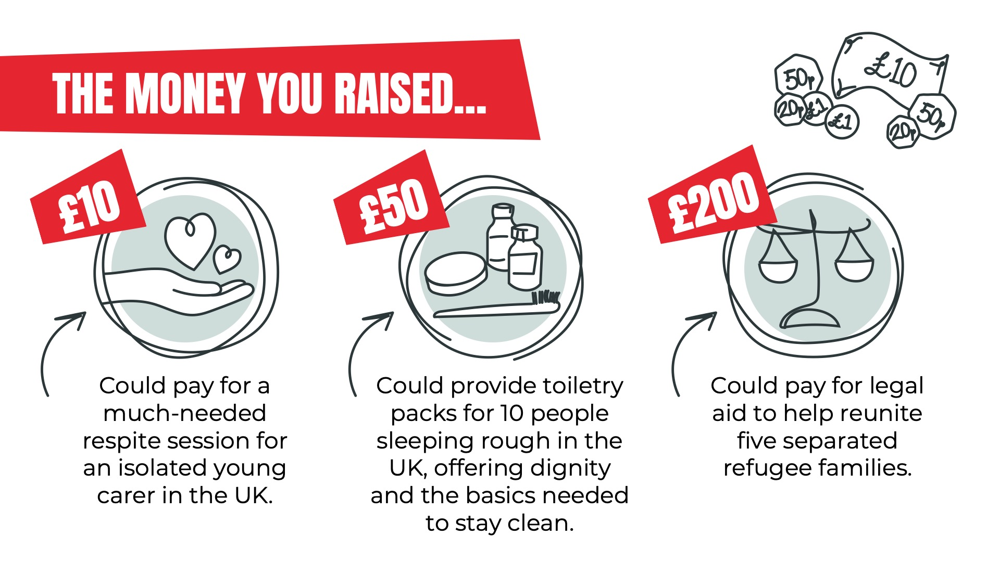 THE MONEY YOU RAISED...
£10
50p
20p
£1
£1
50p
20p
£10
Could pay for a
much-needed
respite session for
an isolated young
carer in the UK.
£50
Could provide toiletry
packs for 10 people
sleeping rough in the
UK, offering dignity
and the basics needed
to stay clean.
£200
Could pay for legal
aid to help reunite
five separated
refugee families.